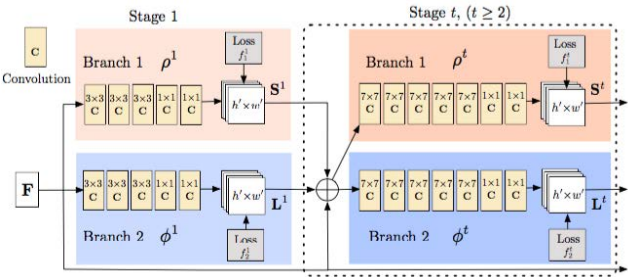 Stage 1
Stage t, (t ≥ 2)
C
Convolution
Branch 1 ρ¹
Loss
f₁¹
3×3 C 3×3 C 3×3 C 1×1 C 1×1 C
h′×w′
S¹
Branch 1 ρᵗ
Loss
f₁ᵗ
7×7 C 7×7 C 7×7 C 7×7 C 7×7 C 1×1 C 1×1 C
h′×w′
Sᵗ
F
3×3 C 3×3 C 3×3 C 1×1 C 1×1 C
h′×w′
L¹
Branch 2 ϕ¹
Loss
f₂¹
7×7 C 7×7 C 7×7 C 7×7 C 7×7 C 1×1 C 1×1 C
h′×w′
Lᵗ
Branch 2 ϕᵗ
Loss
f₂ᵗ